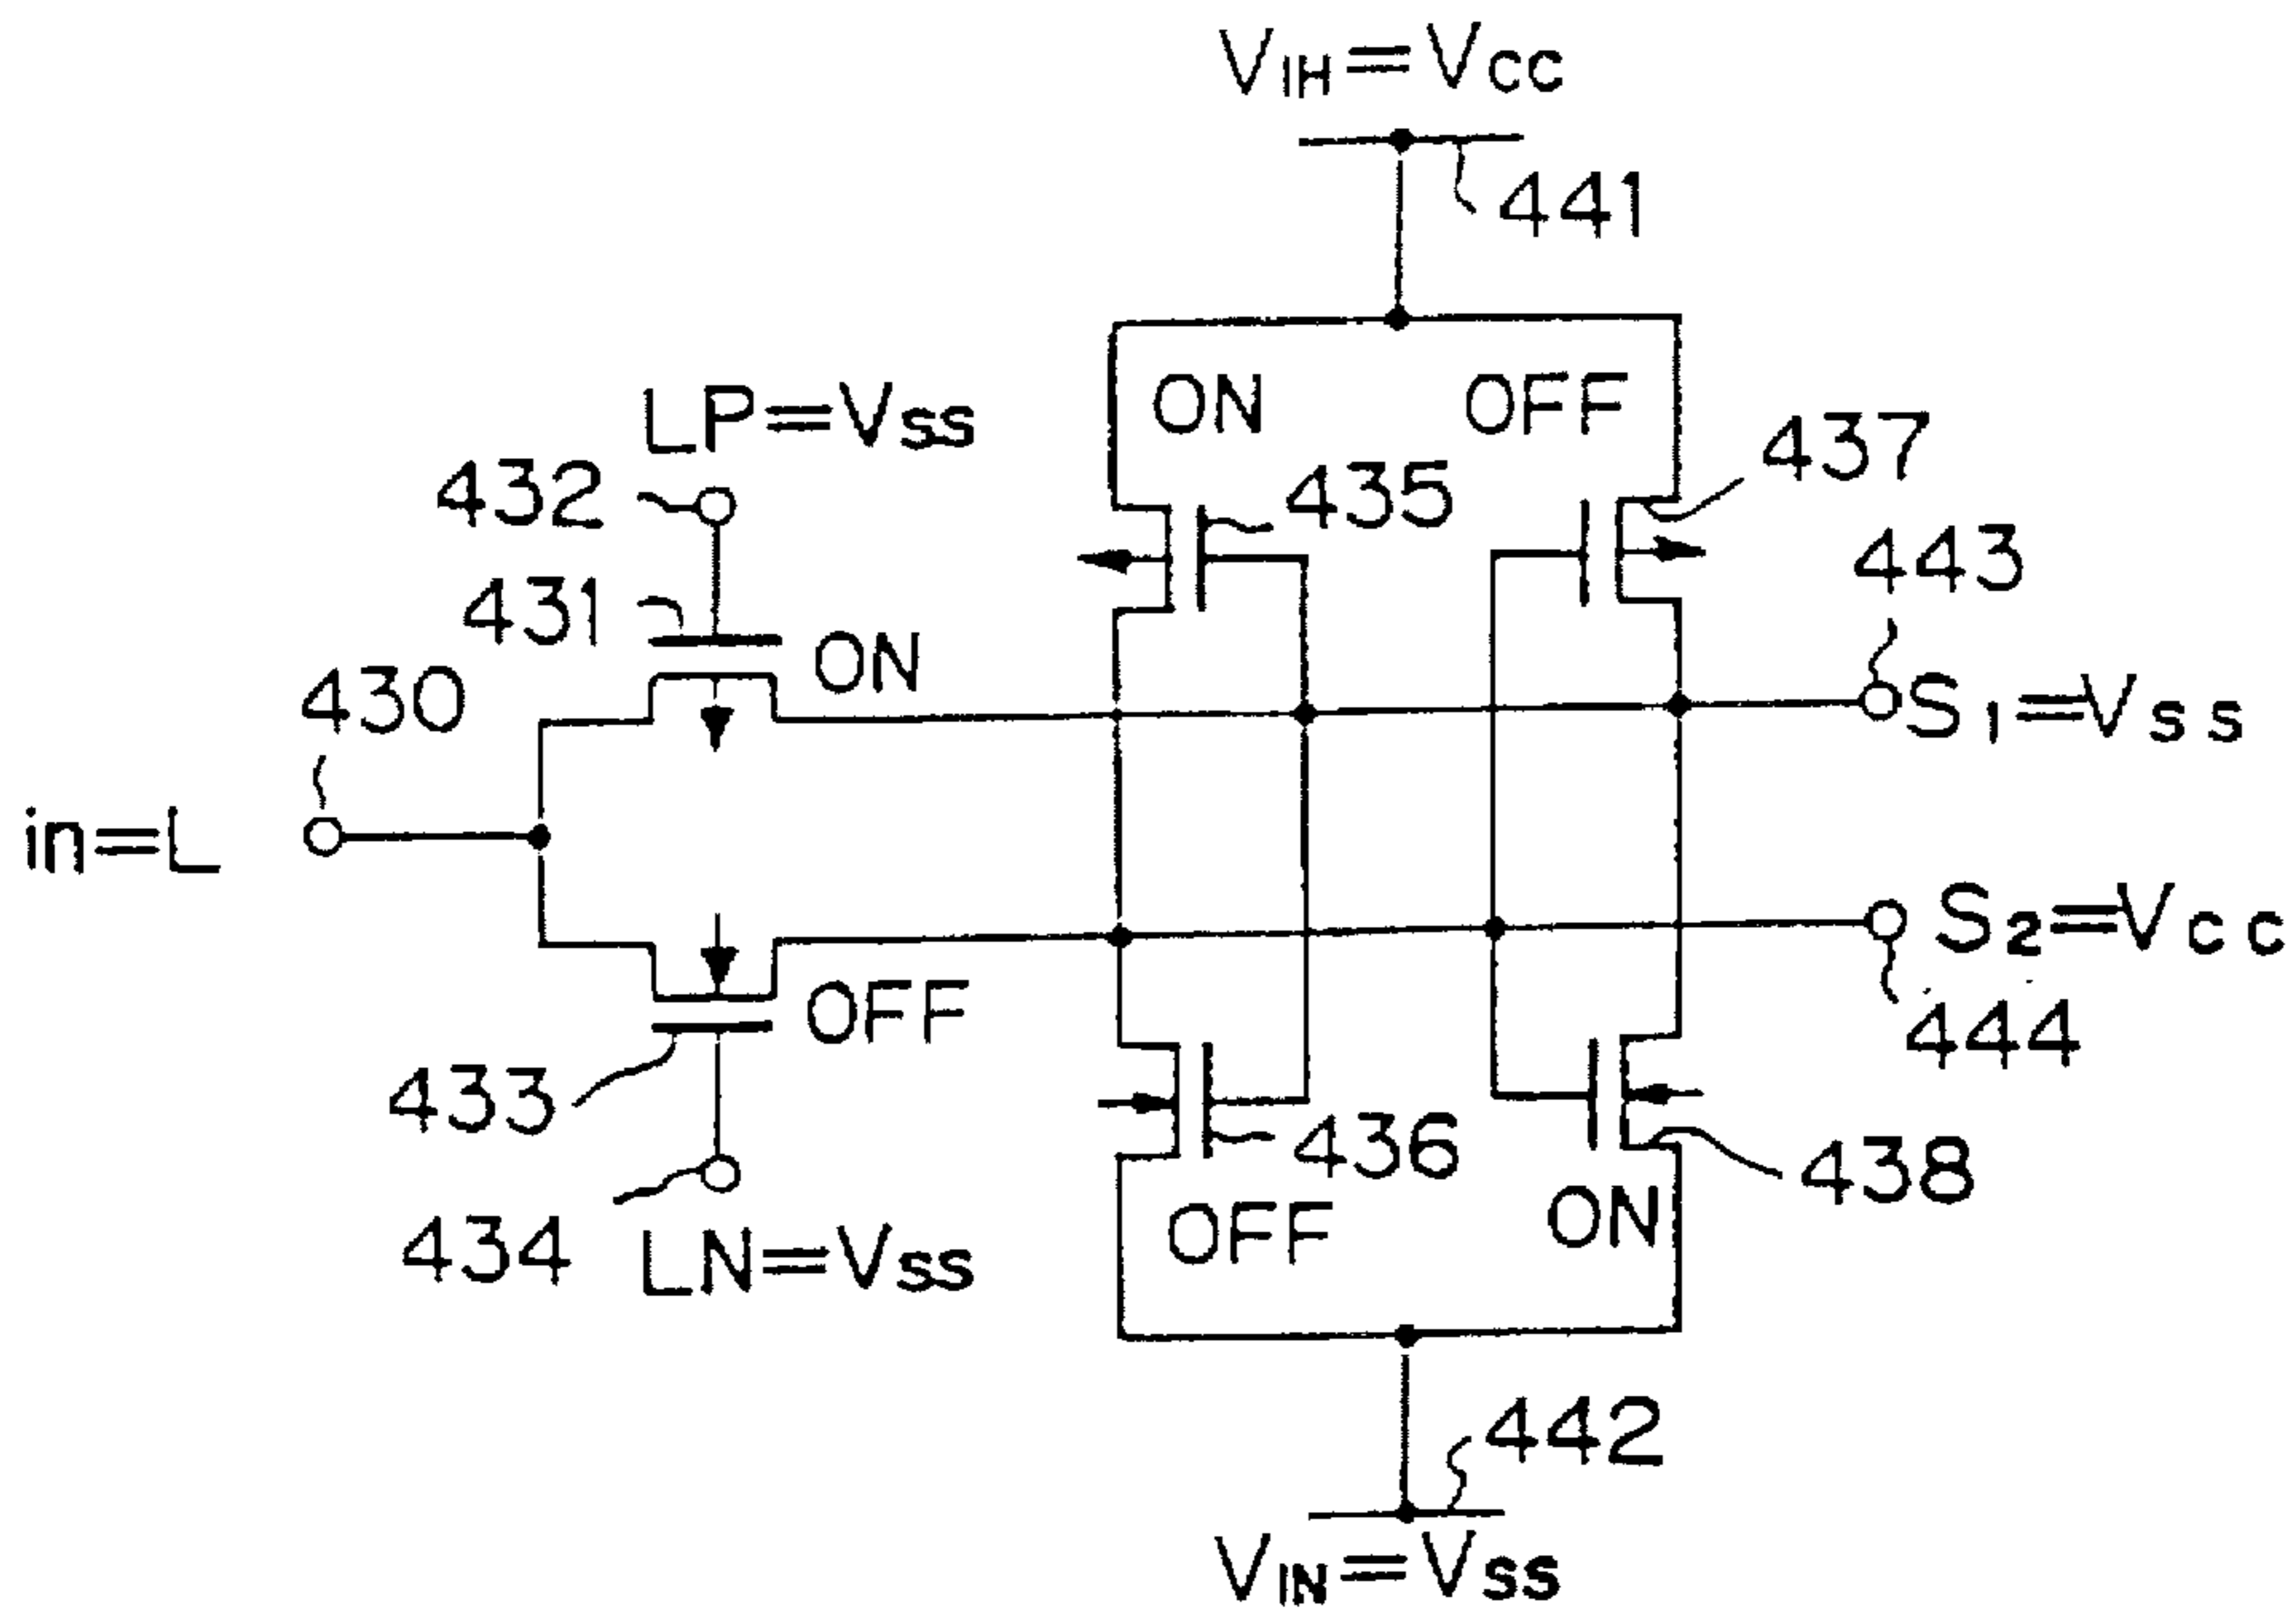 VIH=VCC
441
ON
OFF
437
LP=VSS
432
435
443
431
ON
430
S1=VSS
in=L
S2=VCC
OFF
444
433
436
438
434
LN=VSS
OFF
ON
442
VIN=VSS